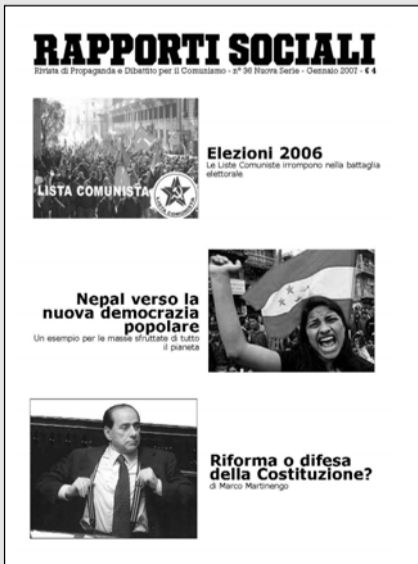 RAPPORTI SOCIALI
Rivista di Propaganda e Dibattito per il Comunismo - n° 36 Nuova Serie - Gennaio 2007 - € 4
LISTA COMUNISTA
Elezioni 2006
Le Liste Comuniste irrompono nella battaglia
elettorale
Nepal verso la
nuova democrazia
popolare
Un esempio per le masse sfruttate di tutto
il pianeta
Riforma o difesa
della Costituzione?
di Marco Martinengo